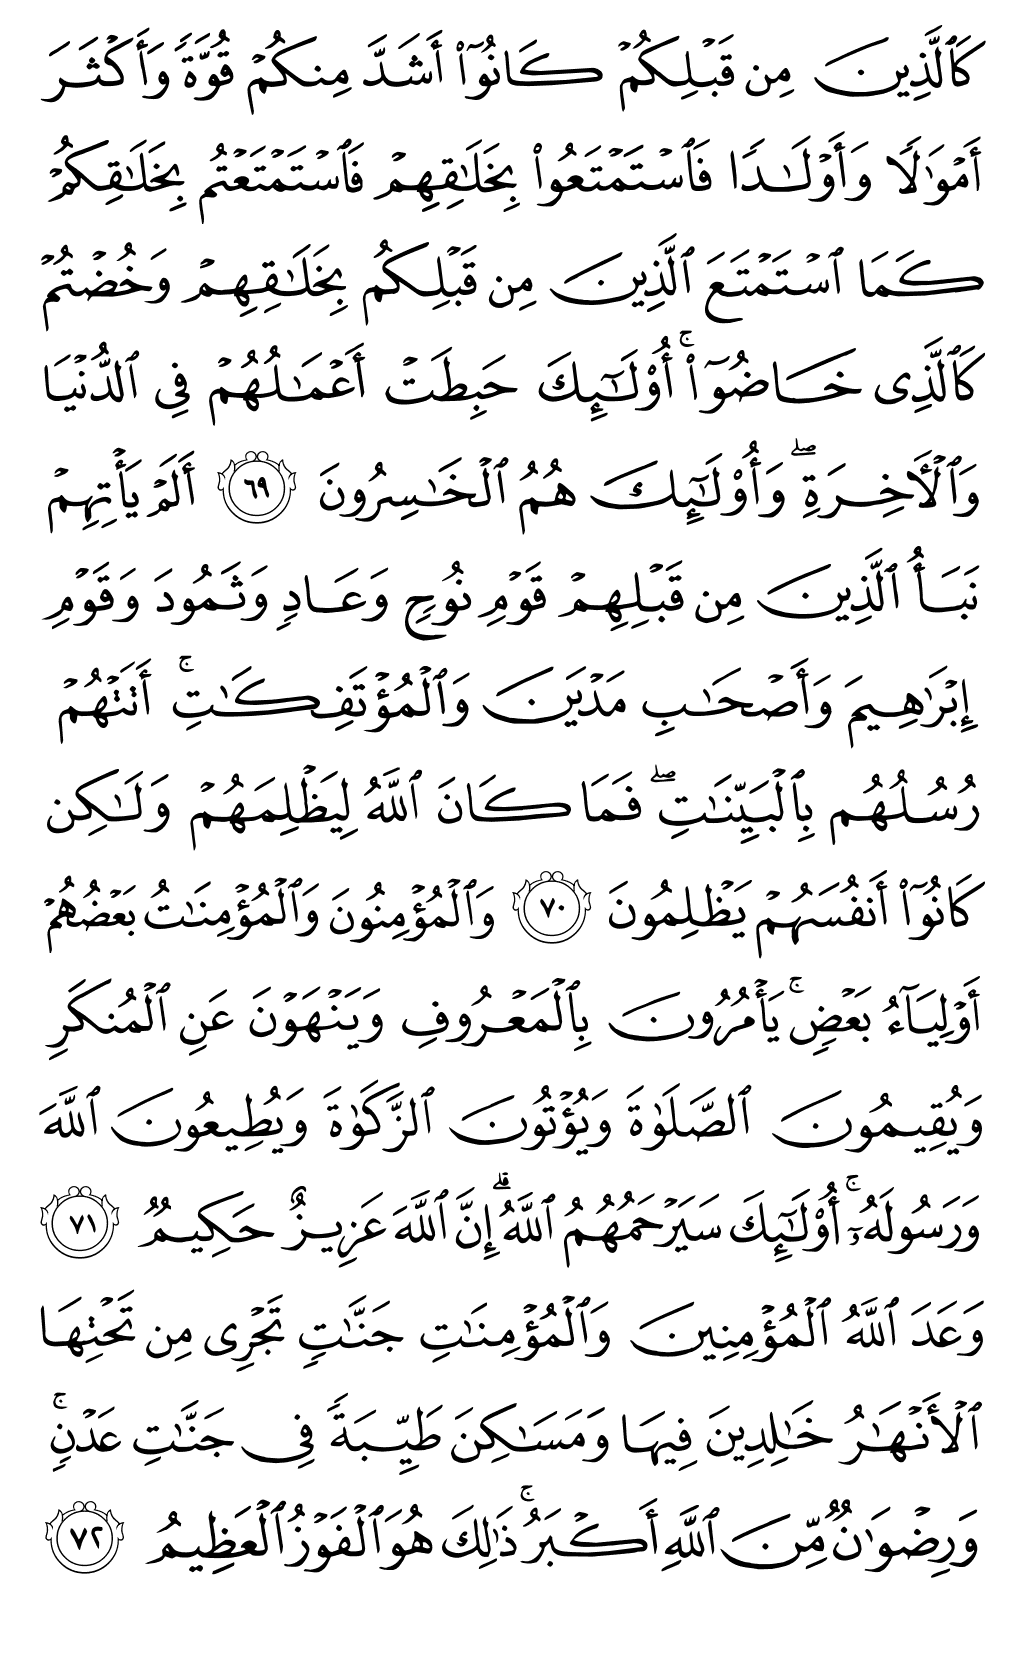 كَٱلَّذِينَ مِن قَبْلِكُمْ كَانُوٓا۟ أَشَدَّ مِنكُمْ قُوَّةً وَأَكْثَرَ
أَمْوَٰلًا وَأَوْلَـٰدًا فَٱسْتَمْتَعُوا۟ بِخَلَـٰقِهِمْ فَٱسْتَمْتَعْتُم بِخَلَـٰقِكُمْ
كَمَا ٱسْتَمْتَعَ ٱلَّذِينَ مِن قَبْلِكُم بِخَلَـٰقِهِمْ وَخُضْتُمْ
كَٱلَّذِى خَاضُوٓا۟ ۚ أُو۟لَـٰٓئِكَ حَبِطَتْ أَعْمَـٰلُهُمْ فِى ٱلدُّنْيَا
وَٱلْـَٔاخِرَةِ ۖ وَأُو۟لَـٰٓئِكَ هُمُ ٱلْخَـٰسِرُونَ ٦٩ أَلَمْ يَأْتِهِمْ
نَبَأُ ٱلَّذِينَ مِن قَبْلِهِمْ قَوْمِ نُوحٍ وَعَادٍ وَثَمُودَ وَقَوْمِ
إِبْرَٰهِيمَ وَأَصْحَـٰبِ مَدْيَنَ وَٱلْمُؤْتَفِكَـٰتِ ۚ أَتَتْهُمْ
رُسُلُهُم بِٱلْبَيِّنَـٰتِ ۖ فَمَا كَانَ ٱللَّهُ لِيَظْلِمَهُمْ وَلَـٰكِن
كَانُوٓا۟ أَنفُسَهُمْ يَظْلِمُونَ ٧٠ وَٱلْمُؤْمِنُونَ وَٱلْمُؤْمِنَـٰتُ بَعْضُهُمْ
أَوْلِيَآءُ بَعْضٍ ۚ يَأْمُرُونَ بِٱلْمَعْرُوفِ وَيَنْهَوْنَ عَنِ ٱلْمُنكَرِ
وَيُقِيمُونَ ٱلصَّلَوٰةَ وَيُؤْتُونَ ٱلزَّكَوٰةَ وَيُطِيعُونَ ٱللَّهَ
وَرَسُولَهُۥٓ ۚ أُو۟لَـٰٓئِكَ سَيَرْحَمُهُمُ ٱللَّهُ ۗ إِنَّ ٱللَّهَ عَزِيزٌ حَكِيمٌ ٧١
وَعَدَ ٱللَّهُ ٱلْمُؤْمِنِينَ وَٱلْمُؤْمِنَـٰتِ جَنَّـٰتٍ تَجْرِى مِن تَحْتِهَا
ٱلْأَنْهَـٰرُ خَـٰلِدِينَ فِيهَا وَمَسَـٰكِنَ طَيِّبَةً فِى جَنَّـٰتِ عَدْنٍ ۚ
وَرِضْوَٰنٌ مِّنَ ٱللَّهِ أَكْبَرُ ۚ ذَٰلِكَ هُوَ ٱلْفَوْزُ ٱلْعَظِيمُ ٧٢